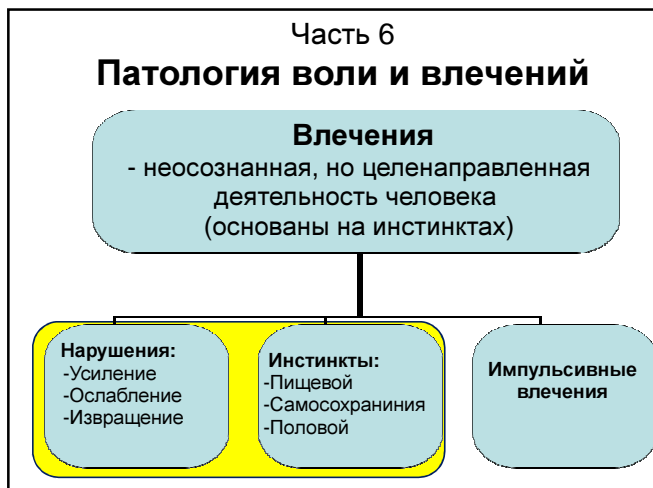 Часть 6
Патология воли и влечений
Влечения
- неосознанная, но целенаправленная
деятельность человека
(основаны на инстинктах)
Нарушения:
-Усиление
-Ослабление
-Извращение
Инстинкты:
-Пищевой
-Самосохраниния
-Половой
Импульсивные
влечения